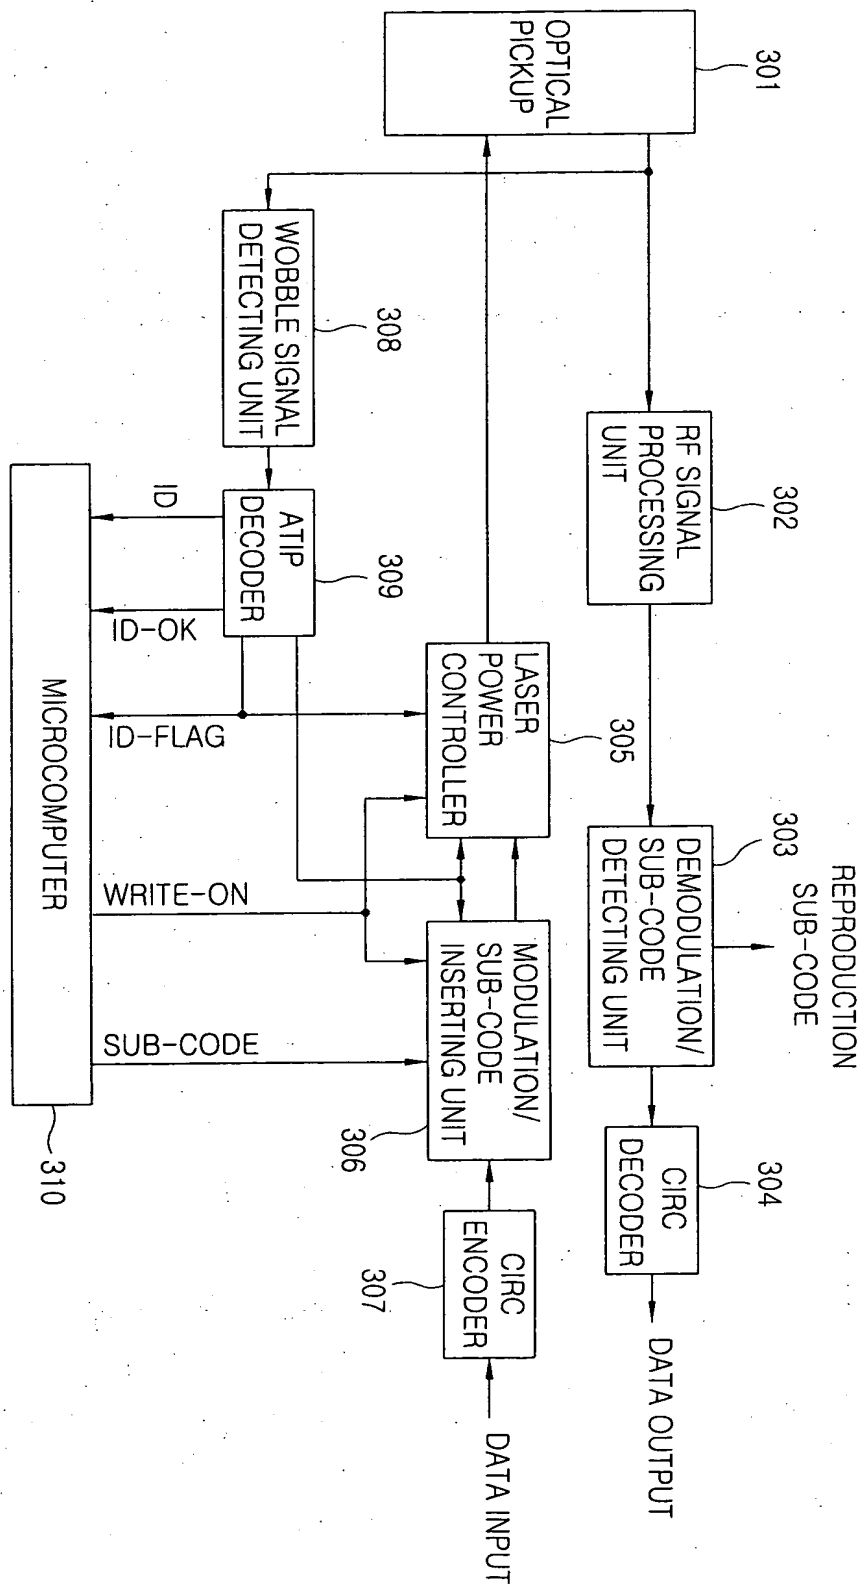 REPRODUCTION
SUB-CODE
301
302
303
304
OPTICAL
PICKUP
RF SIGNAL
PROCESSING
UNIT
DEMODULATION/
SUB-CODE
DETECTING UNIT
CIRC
DECODER
DATA OUTPUT
305
LASER
POWER
CONTROLLER
MODULATION/
SUB-CODE
INSERTING UNIT
306
CIRC
ENCODER
307
DATA INPUT
308
WOBBLE SIGNAL
DETECTING UNIT
309
ATIP
DECODER
ID
ID-OK
ID-FLAG
WRITE-ON
SUB-CODE
MICROCOMPUTER
310